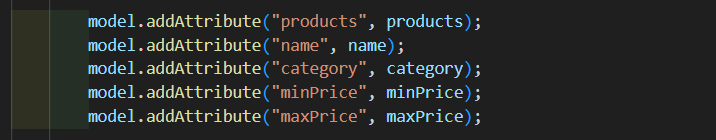 model.addAttribute("products", products);
model.addAttribute("name", name);
model.addAttribute("category", category);
model.addAttribute("minPrice", minPrice);
model.addAttribute("maxPrice", maxPrice);